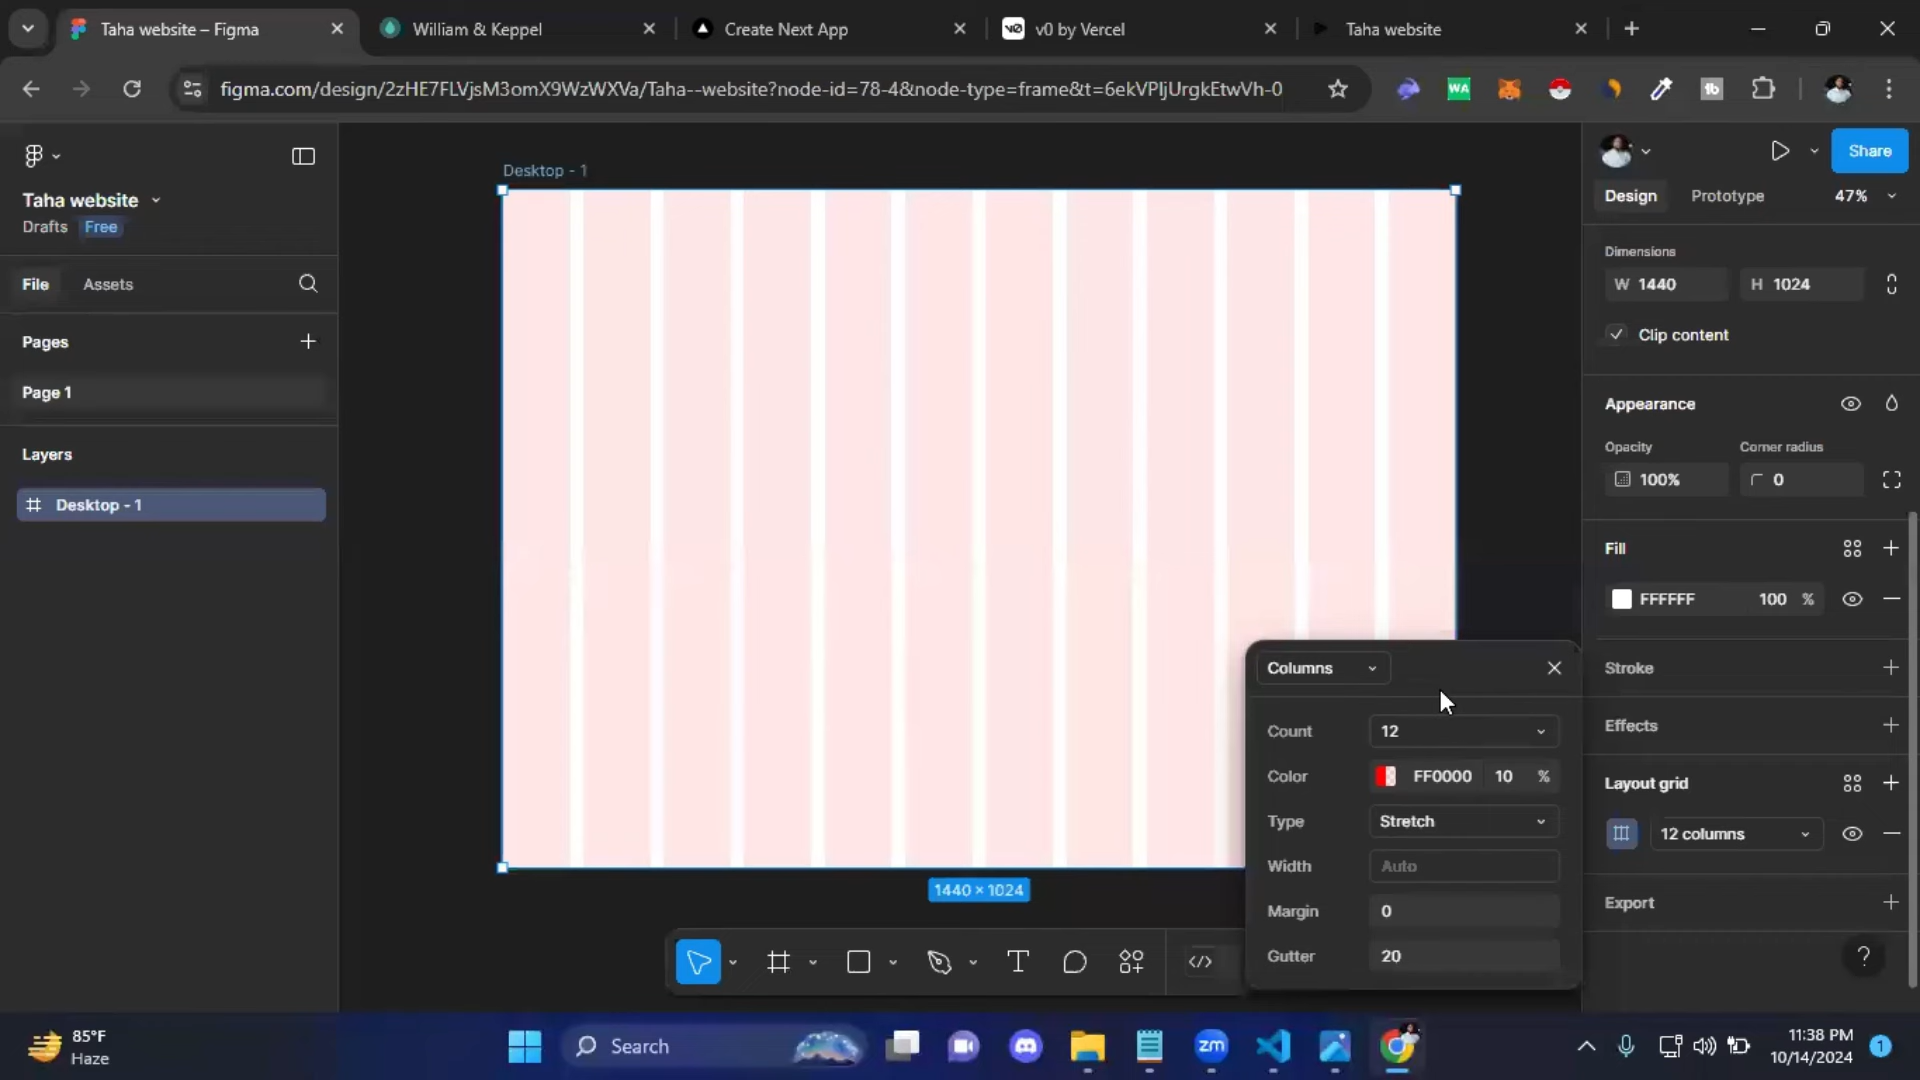 Taha website – Figma
William & Keppel
Create Next App
v0 by Vercel
Taha website
figma.com/design/2zHE7FLVjsM3omX9WzWXVa/Taha--website?node-id=78-4&node-type=frame&t=6ekVPIjUrgkEtwVh-0
WA
Taha website
Drafts Free
File Assets
Pages
Page 1
Layers
Desktop - 1
Desktop - 1
1440 × 1024
Share
Design Prototype 47%
Dimensions
W 1440 H 1024
Clip content
Appearance
Opacity Corner radius
100% 0
Fill
FFFFFF 100 %
Stroke
Effects
Layout grid
12 columns
Export
?
Columns
Count 12
Color FF0000 10 %
Type Stretch
Width Auto
Margin 0
Gutter 20
85°F
Haze
Search
zm
11:38 PM
10/14/2024
1